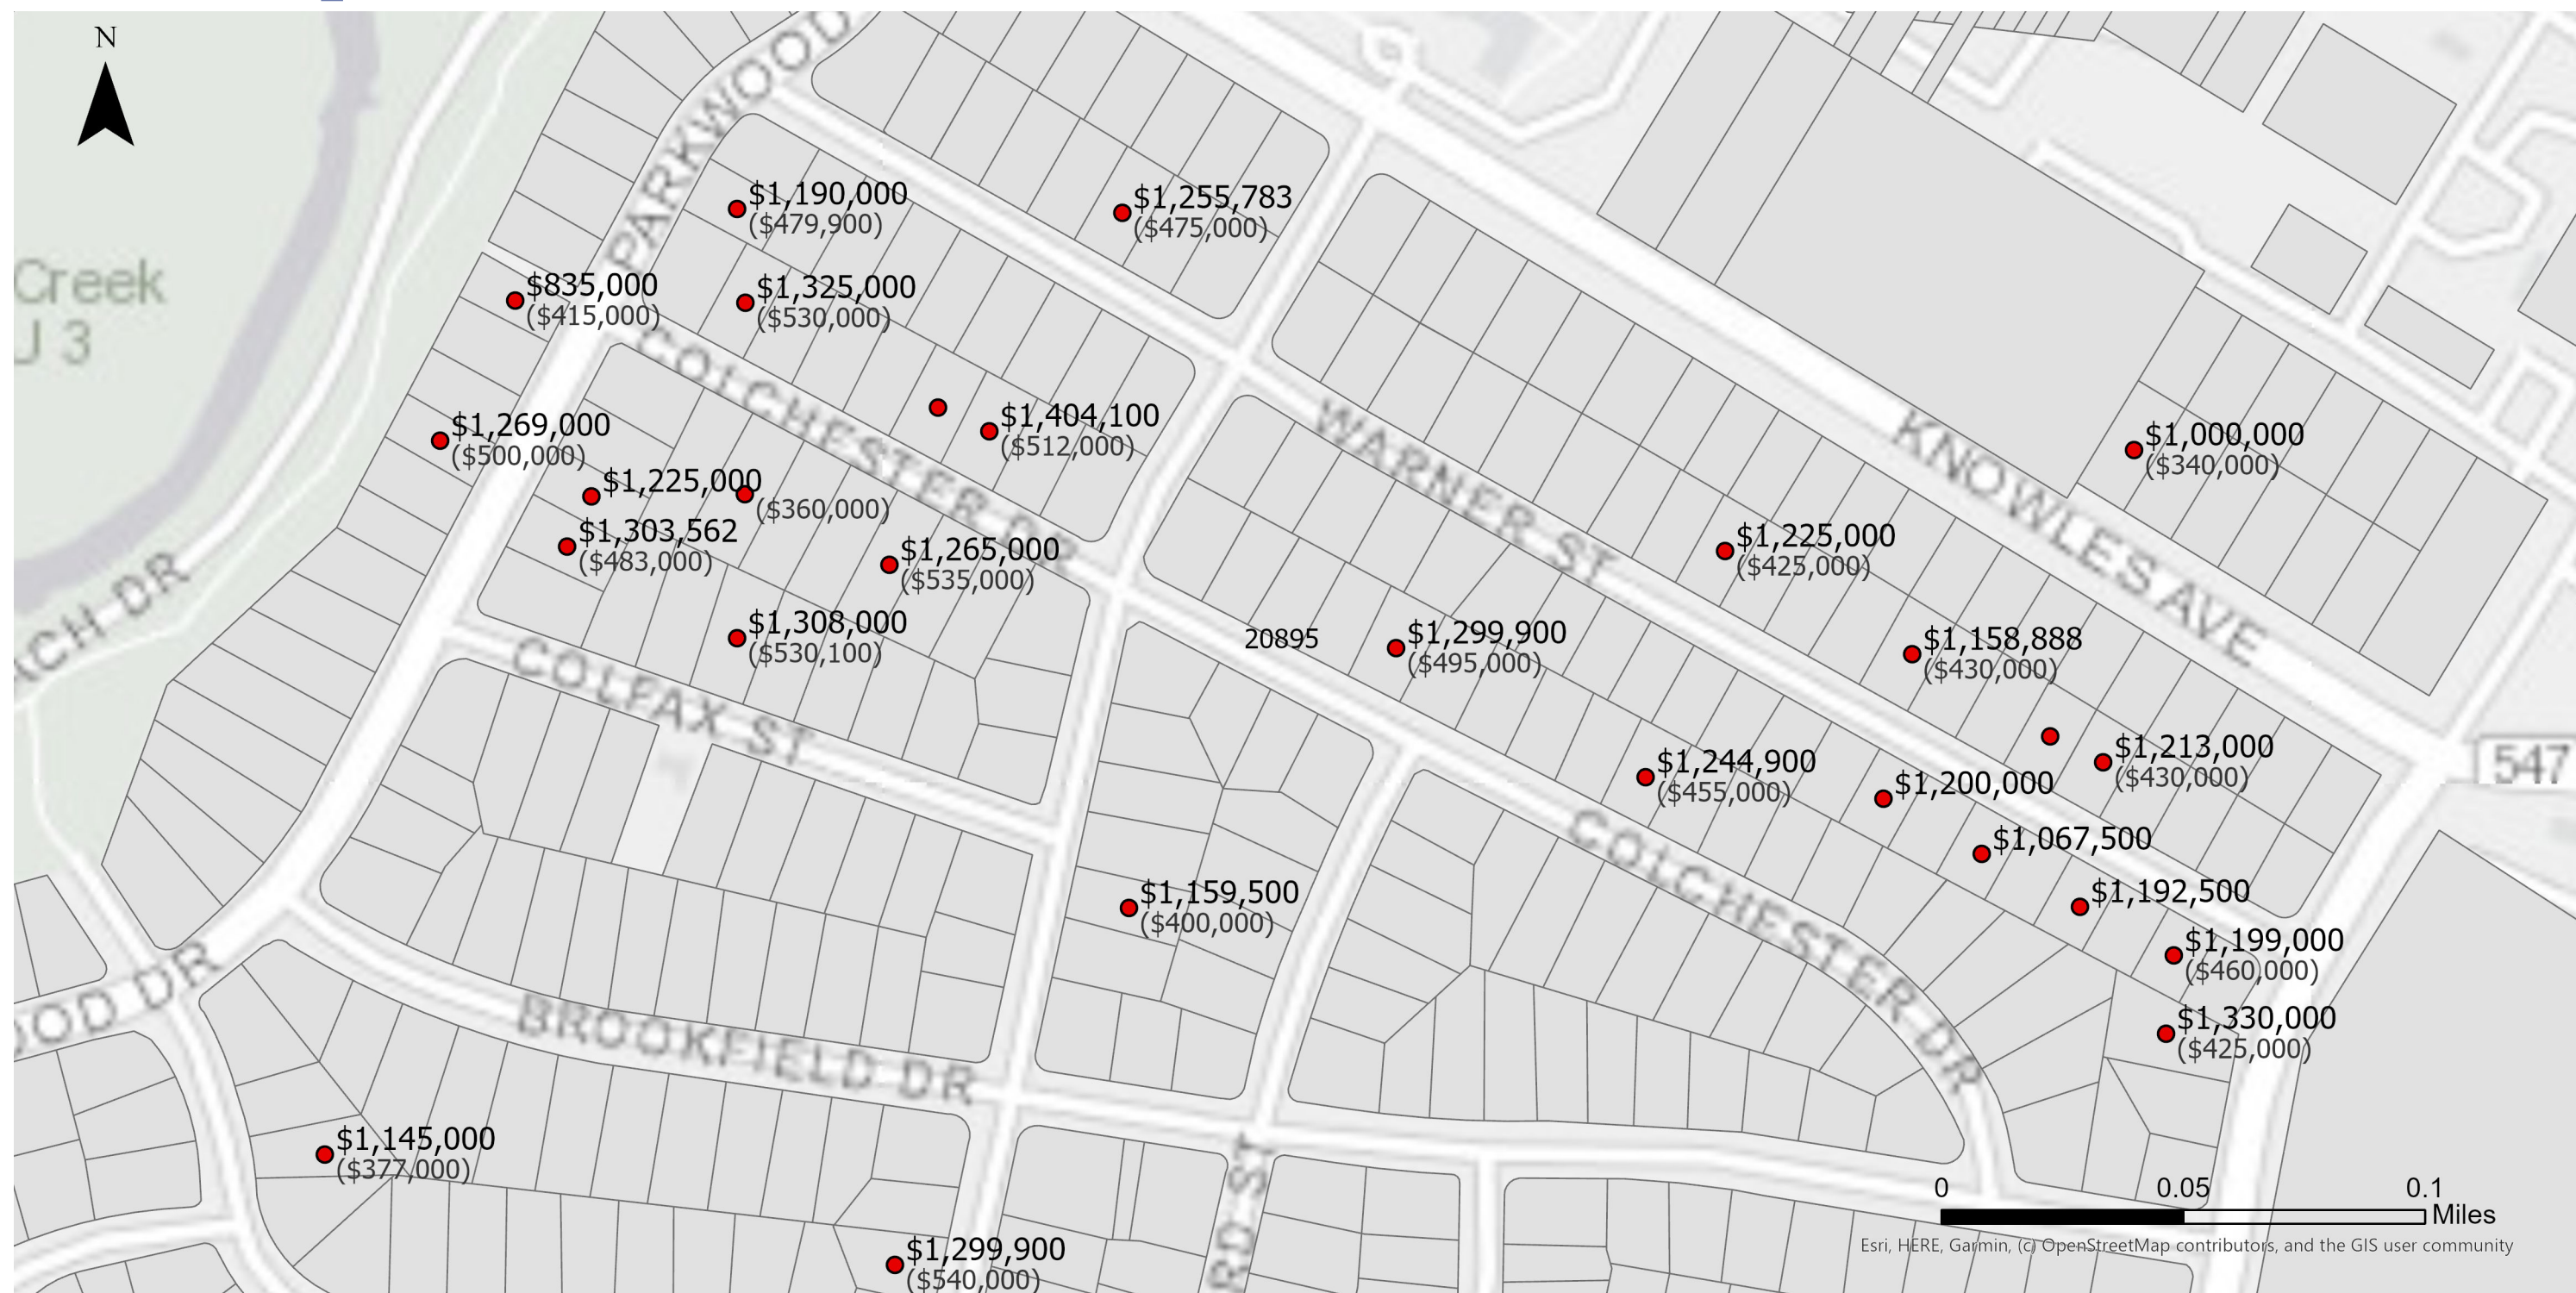 N
PARKWOOD
$1,190,000
($479,900)
$1,255,783
($475,000)
Creek
U 3
$835,000
($415,000)
$1,325,000
($530,000)
COLCHESTER DR
$1,404,100
($512,000)
$1,269,000
($500,000)
WARNER ST
KNOWLES AVE
$1,000,000
($340,000)
$1,225,000
($360,000)
$1,303,562
($483,000)
$1,265,000
($535,000)
$1,225,000
($425,000)
ACH DR
$1,308,000
($530,100)
20895
$1,299,900
($495,000)
$1,158,888
($430,000)
COLFAX ST
$1,244,900
($455,000)
$1,213,000
($430,000)
547
$1,200,000
COLCHESTER DR
$1,067,500
$1,159,500
($400,000)
$1,192,500
$1,199,000
($460,000)
OOD DR
BROOKFIELD DR
$1,330,000
($425,000)
$1,145,000
($377,000)
RD ST
$1,299,900
($540,000)
0 0.05 0.1
Miles
Esri, HERE, Garmin, (c) OpenStreetMap contributors, and the GIS user community